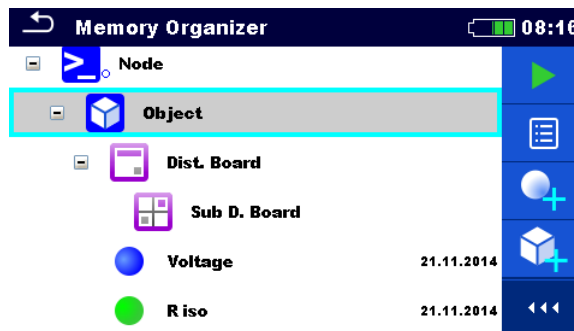 Memory Organizer 08:16
Node
Object
Dist. Board
Sub D. Board
Voltage 21.11.2014
R iso 21.11.2014